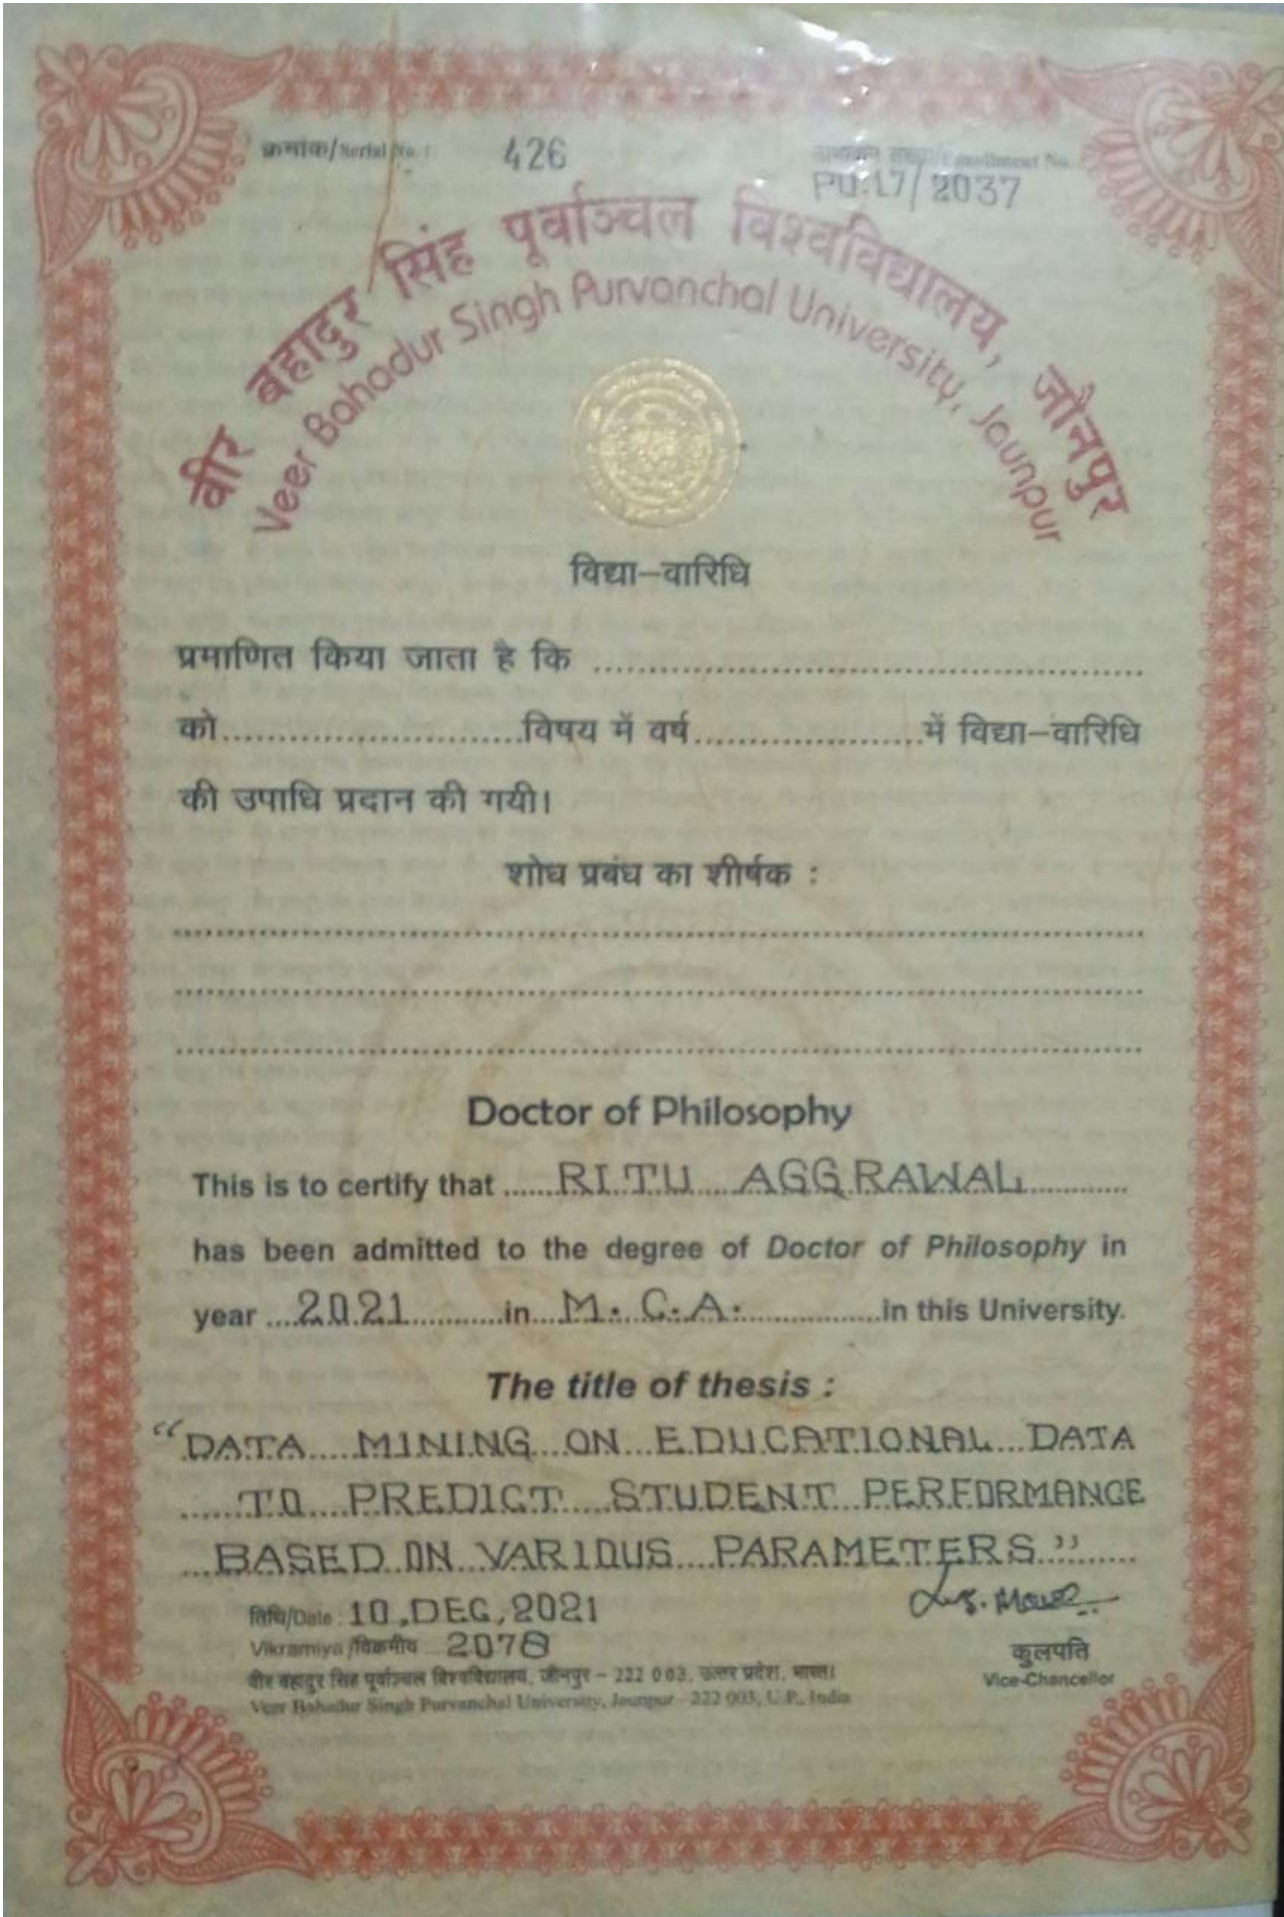 क्रमांक/Serial No. : 426
नामांकन संख्या/Enrollment No.
PU:17/2037
वीर बहादुर सिंह पूर्वाञ्चल विश्वविद्यालय, जौनपुर
Veer Bahadur Singh Purvanchal University, Jaunpur
विद्या–वारिधि
प्रमाणित किया जाता है कि ..........................................................
को................................विषय में वर्ष.........................में विद्या–वारिधि
की उपाधि प्रदान की गयी।
शोध प्रबंध का शीर्षक :
Doctor of Philosophy
This is to certify that ...... RITU AGGRAWAL ............
has been admitted to the degree of Doctor of Philosophy in
year .... 2021 ...........in.... M. C. A. ................in this University.
The title of thesis :
“DATA MINING ON EDUCATIONAL DATA
TO PREDICT STUDENT PERFORMANCE
BASED ON VARIOUS PARAMETERS”
तिथि/Date : 10,DEC,2021
Vikramiya /विक्रमीय 2078
वीर बहादुर सिंह पूर्वाञ्चल विश्वविद्यालय, जौनपुर – 222 003, उत्तर प्रदेश, भारत।
Veer Bahadur Singh Purvanchal University, Jaunpur - 222 003, U.P., India
कुलपति
Vice-Chancellor